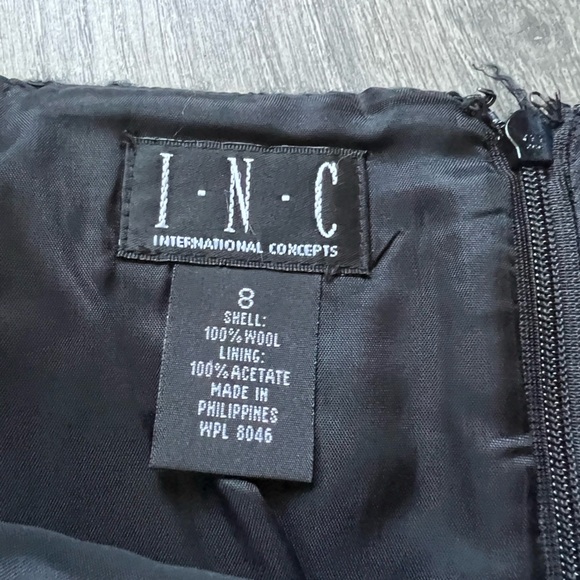 I·N·C
INTERNATIONAL CONCEPTS
8
SHELL:
100% WOOL
LINING:
100% ACETATE
MADE IN
PHILIPPINES
WPL 8046